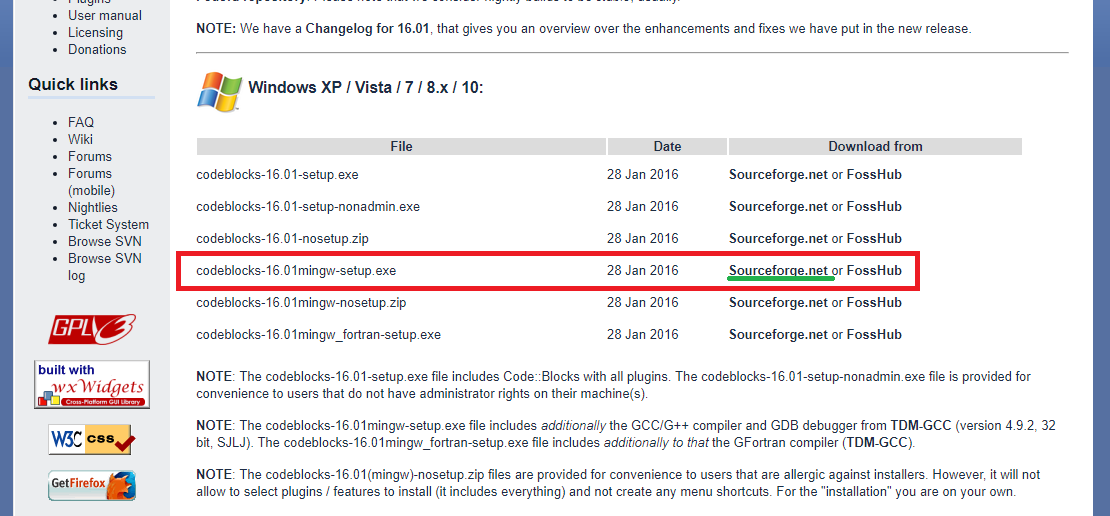 Plugins
User manual
Licensing
Donations
Quick links
FAQ
Wiki
Forums
Forums
(mobile)
Nightlies
Ticket System
Browse SVN
Browse SVN
log
GPLv3
built with
wxWidgets
Cross-Platform GUI Library
W3C css
GetFirefox
NOTE: We have a Changelog for 16.01, that gives you an overview over the enhancements and fixes we have put in the new release.
Windows XP / Vista / 7 / 8.x / 10:
File Date Download from
codeblocks-16.01-setup.exe 28 Jan 2016 Sourceforge.net or FossHub
codeblocks-16.01-setup-nonadmin.exe 28 Jan 2016 Sourceforge.net or FossHub
codeblocks-16.01-nosetup.zip 28 Jan 2016 Sourceforge.net or FossHub
codeblocks-16.01mingw-setup.exe 28 Jan 2016 Sourceforge.net or FossHub
codeblocks-16.01mingw-nosetup.zip 28 Jan 2016 Sourceforge.net or FossHub
codeblocks-16.01mingw_fortran-setup.exe 28 Jan 2016 Sourceforge.net or FossHub
NOTE: The codeblocks-16.01-setup.exe file includes Code::Blocks with all plugins. The codeblocks-16.01-setup-nonadmin.exe file is provided for
convenience to users that do not have administrator rights on their machine(s).
NOTE: The codeblocks-16.01mingw-setup.exe file includes additionally the GCC/G++ compiler and GDB debugger from TDM-GCC (version 4.9.2, 32
bit, SJLJ). The codeblocks-16.01mingw_fortran-setup.exe file includes additionally to that the GFortran compiler (TDM-GCC).
NOTE: The codeblocks-16.01(mingw)-nosetup.zip files are provided for convenience to users that are allergic against installers. However, it will not
allow to select plugins / features to install (it includes everything) and not create any menu shortcuts. For the "installation" you are on your own.